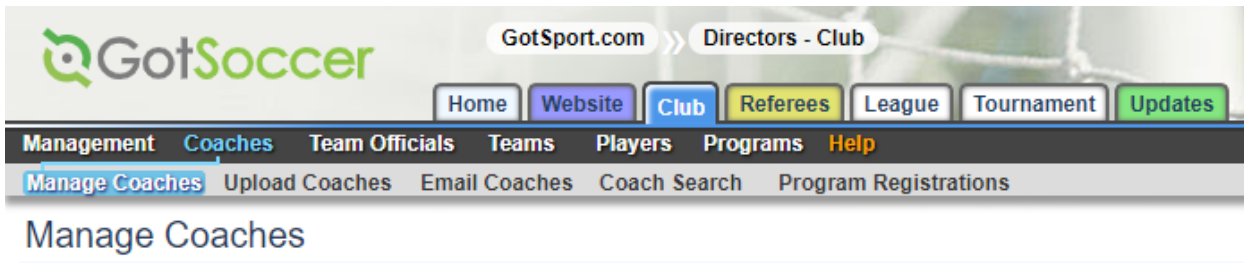 GotSoccer
GotSport.com » Directors - Club
Home Website Club Referees League Tournament Updates
Management Coaches Team Officials Teams Players Programs Help
Manage Coaches Upload Coaches Email Coaches Coach Search Program Registrations
Manage Coaches